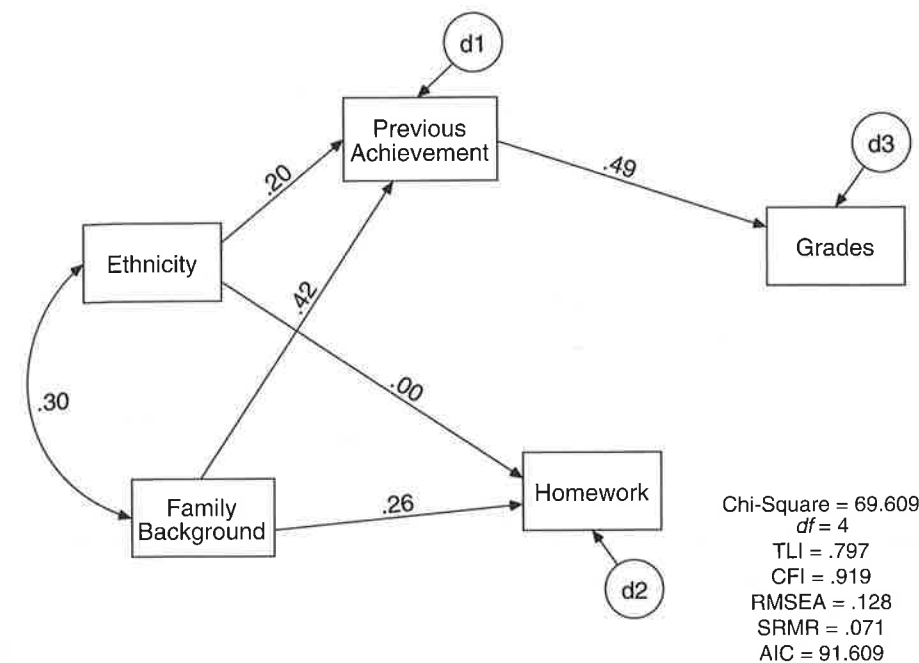 d1
Previous
Achievement
d3
.20
.49
Grades
Ethnicity
.42
.00
.30
Family
Background
.26
Homework
d2
Chi-Square = 69.609
df = 4
TLI = .797
CFI = .919
RMSEA = .128
SRMR = .071
AIC = 91.609